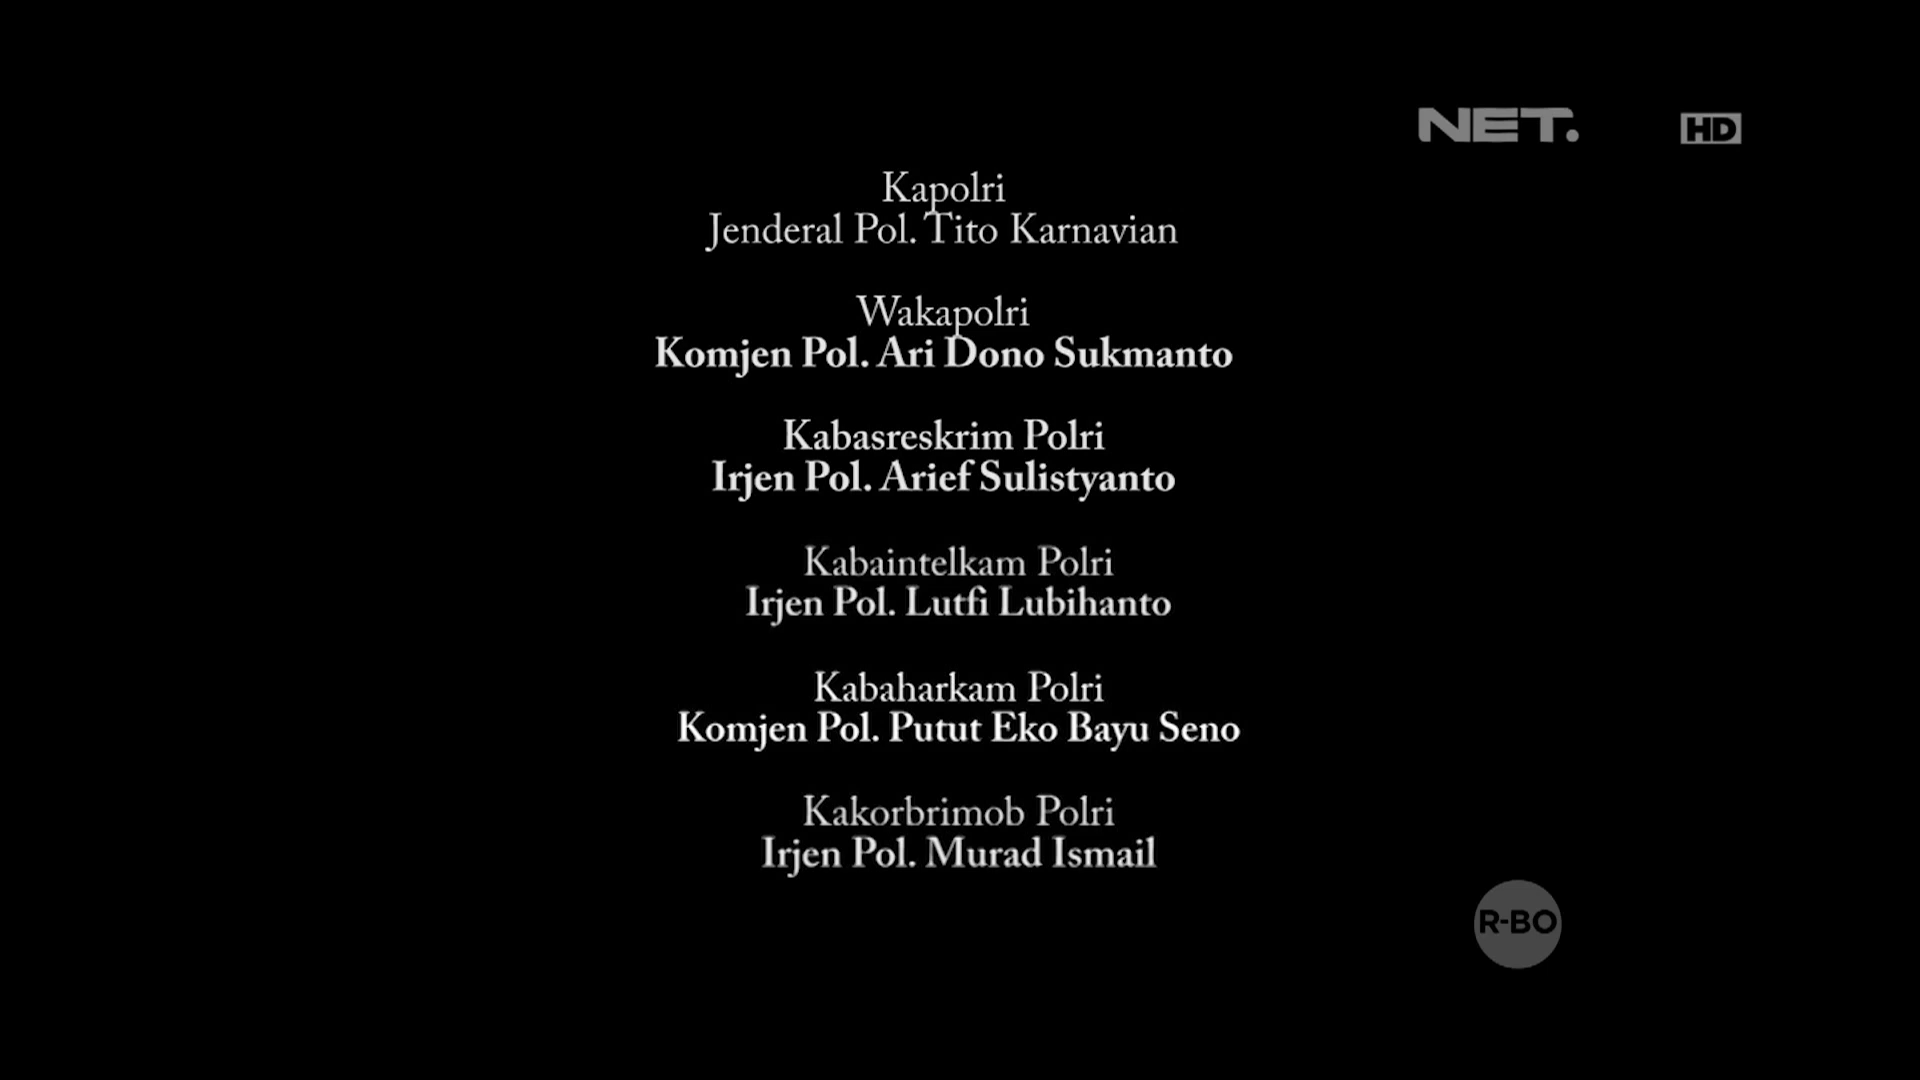 NET.
HD
Kapolri
Jenderal Pol. Tito Karnavian
Wakapolri
Komjen Pol. Ari Dono Sukmanto
Kabasreskrim Polri
Irjen Pol. Arief Sulistyanto
Kabaintelkam Polri
Irjen Pol. Lutfi Lubihanto
Kabaharkam Polri
Komjen Pol. Putut Eko Bayu Seno
Kakorbrimob Polri
Irjen Pol. Murad Ismail
R-BO